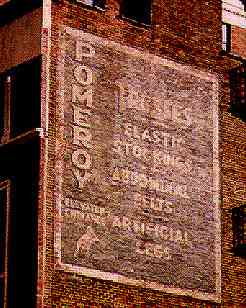 POMEROY
TRUSSES
ELASTIC
STOCKINGS
ABDOMINAL
BELTS
ARTIFICIAL
LEGS